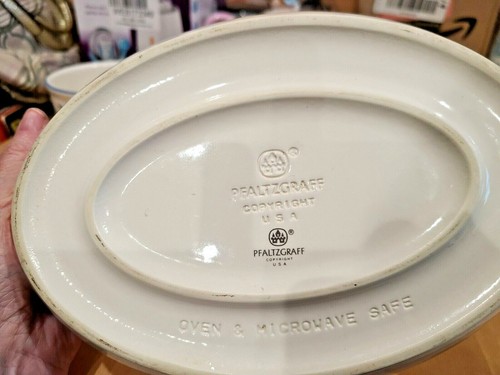 ®
PFALTZGRAFF
COPYRIGHT
USA
®
PFALTZGRAFF
COPYRIGHT
USA
OVEN & MICROWAVE SAFE